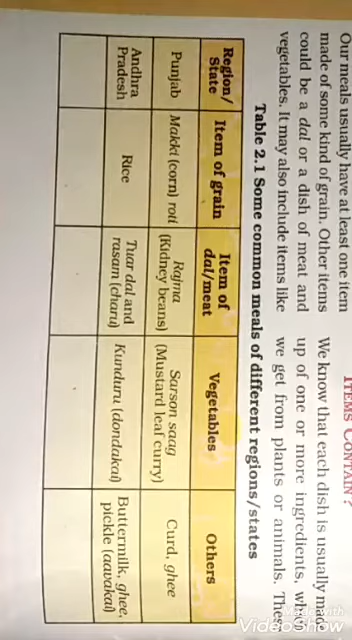 Our meals usually have at least one item
made of some kind of grain. Other items
could be a dal or a dish of meat and
vegetables. It may also include items like
ITEMS CONTAIN ?
We know that each dish is usually made
up of one or more ingredients,
we get from plants or animals.
Table 2.1 Some common meals of different regions/states
Region/ State Item of grain Item of dal/meat Vegetables Others
Punjab Makki (corn) roti Rajma (Kidney beans) Sarson saag (Mustard leaf curry) Curd, ghee
Andhra Pradesh Rice Tuar dal and rasam (charu) Kunduru (dondakai) Buttermilk, ghee, pickle (aavakai)
Made with
VideoShow